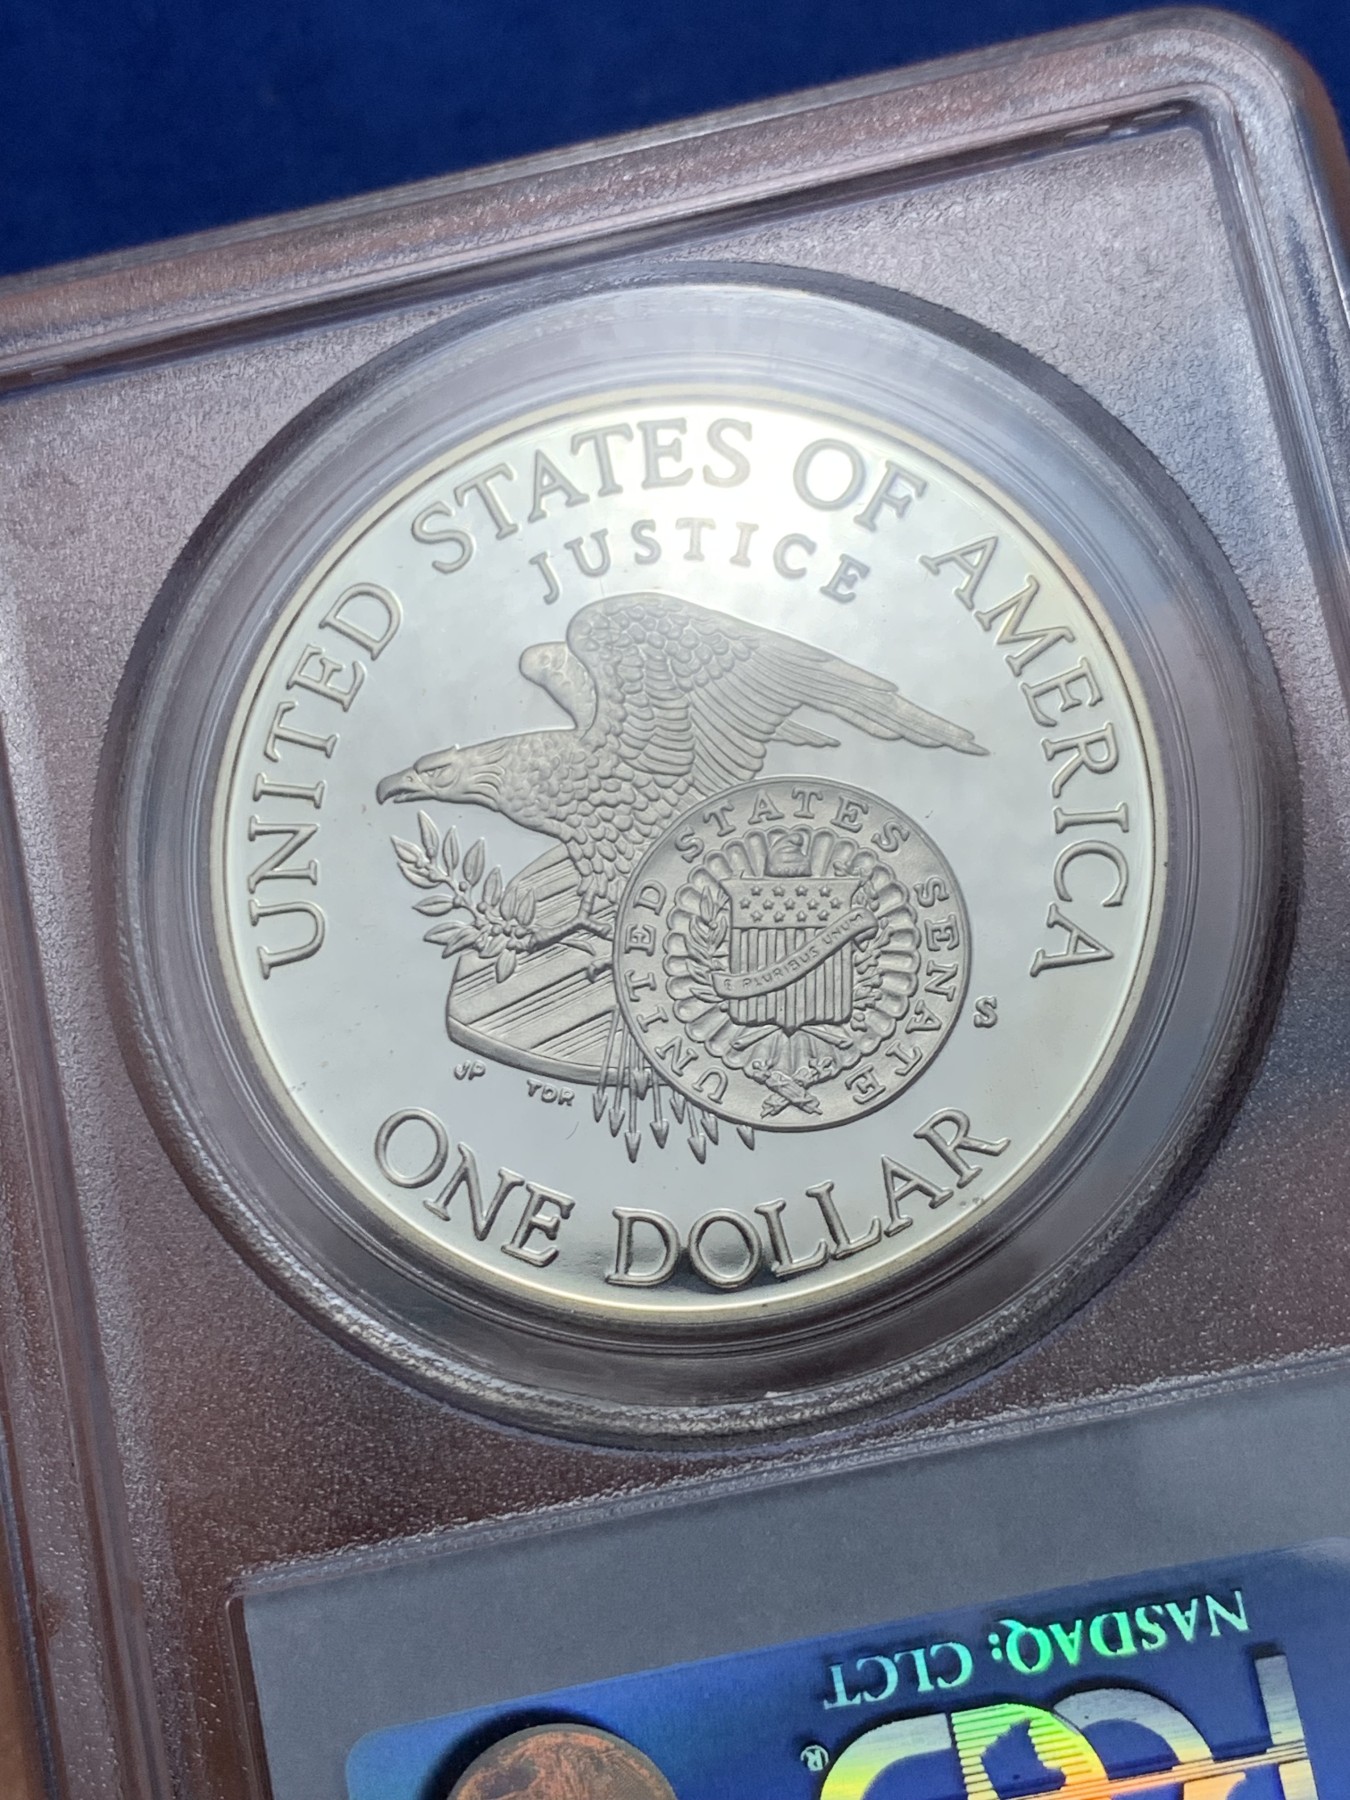 UNITED STATES OF AMERICA
JUSTICE
UNITED STATES SENATE
E PLURIBUS UNUM
S
JP TDR
ONE DOLLAR
NASDAQ: CLCT
®